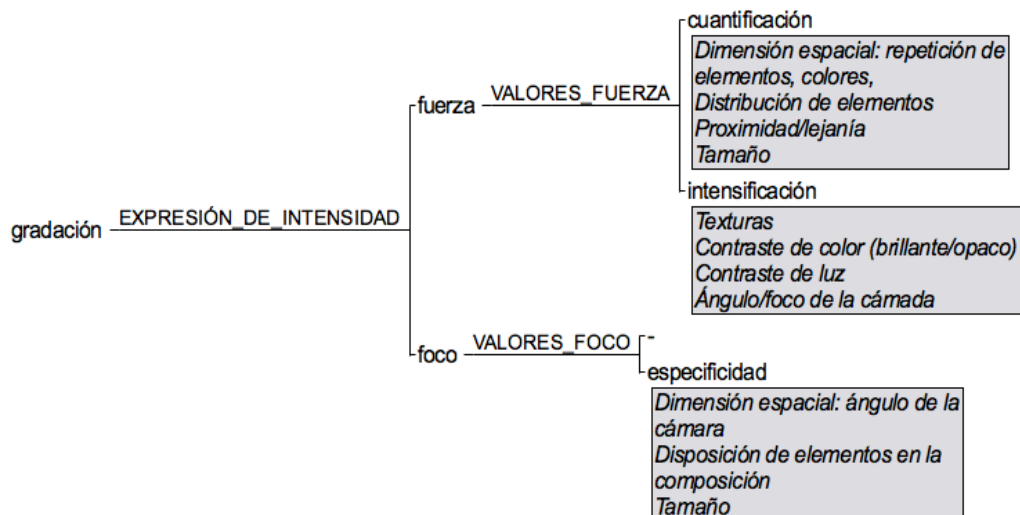 gradación
EXPRESIÓN_DE_INTENSIDAD
fuerza
VALORES_FUERZA
cuantificación
Dimensión espacial: repetición de
elementos, colores,
Distribución de elementos
Proximidad/lejanía
Tamaño
intensificación
Texturas
Contraste de color (brillante/opaco)
Contraste de luz
Ángulo/foco de la cámada
foco
VALORES_FOCO
-
especificidad
Dimensión espacial: ángulo de la
cámara
Disposición de elementos en la
composición
Tamaño